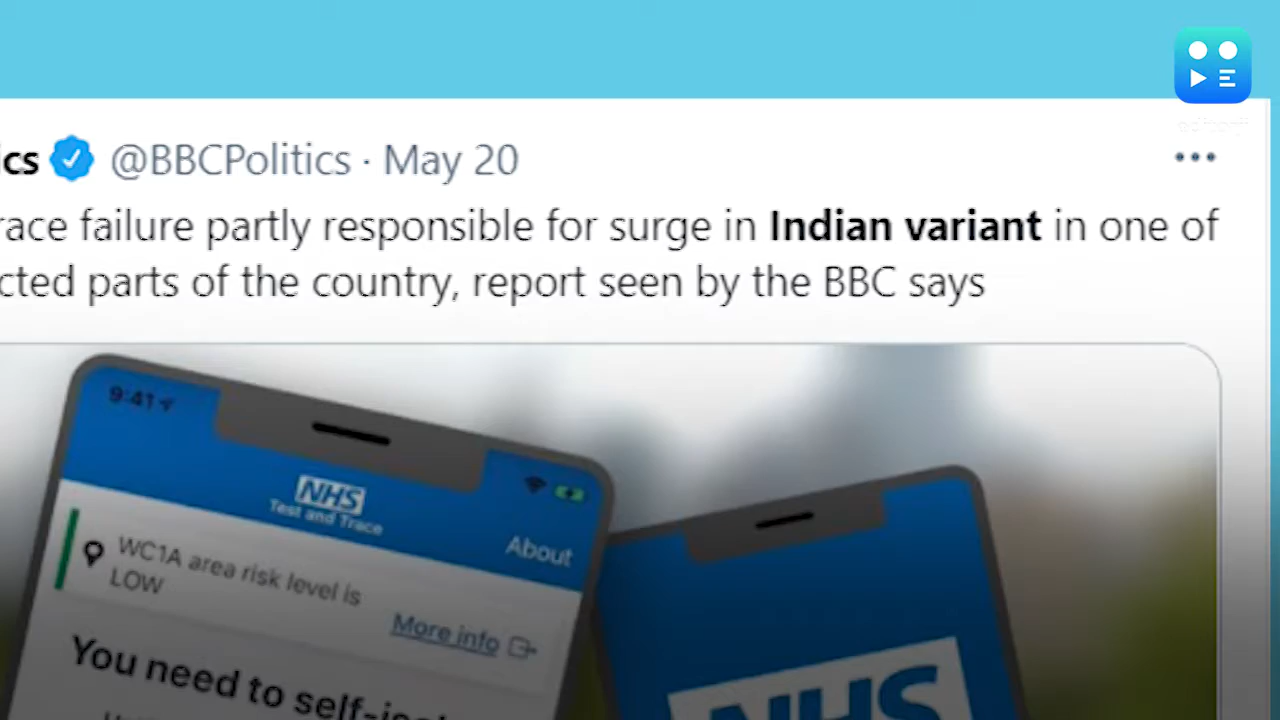 ics @BBCPolitics · May 20
race failure partly responsible for surge in Indian variant in one of
cted parts of the country, report seen by the BBC says
9:41
NHS
Test and Trace
About
WC1A area risk level is
LOW
More info
You need to self-isol
NHS